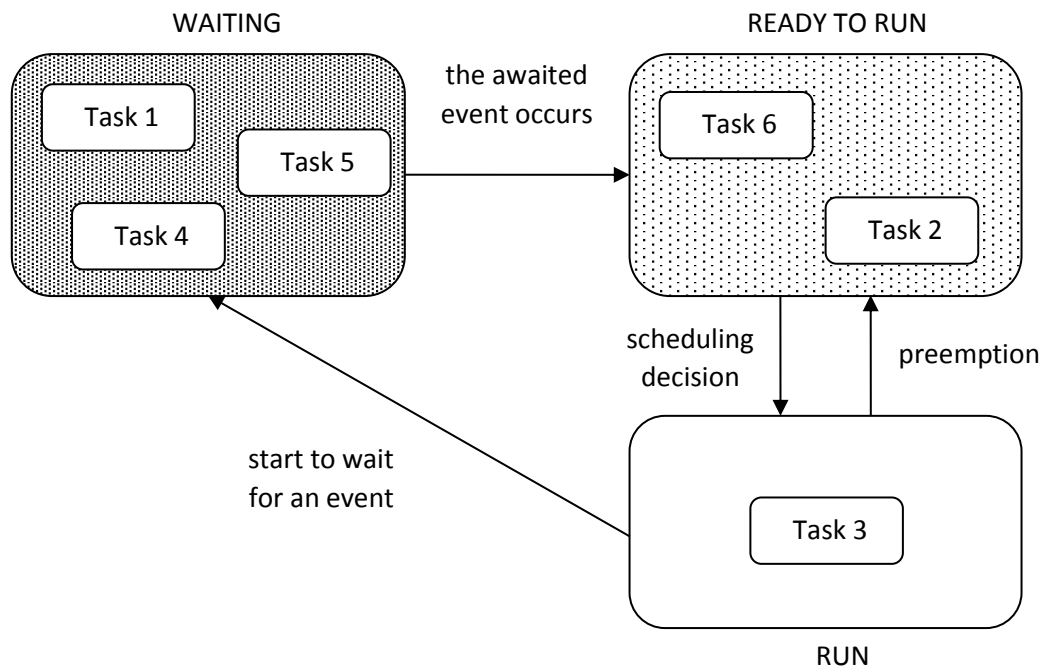 WAITING
READY TO RUN
the awaited
event occurs
Task 1
Task 5
Task 4
Task 6
Task 2
scheduling
decision
preemption
start to wait
for an event
Task 3
RUN